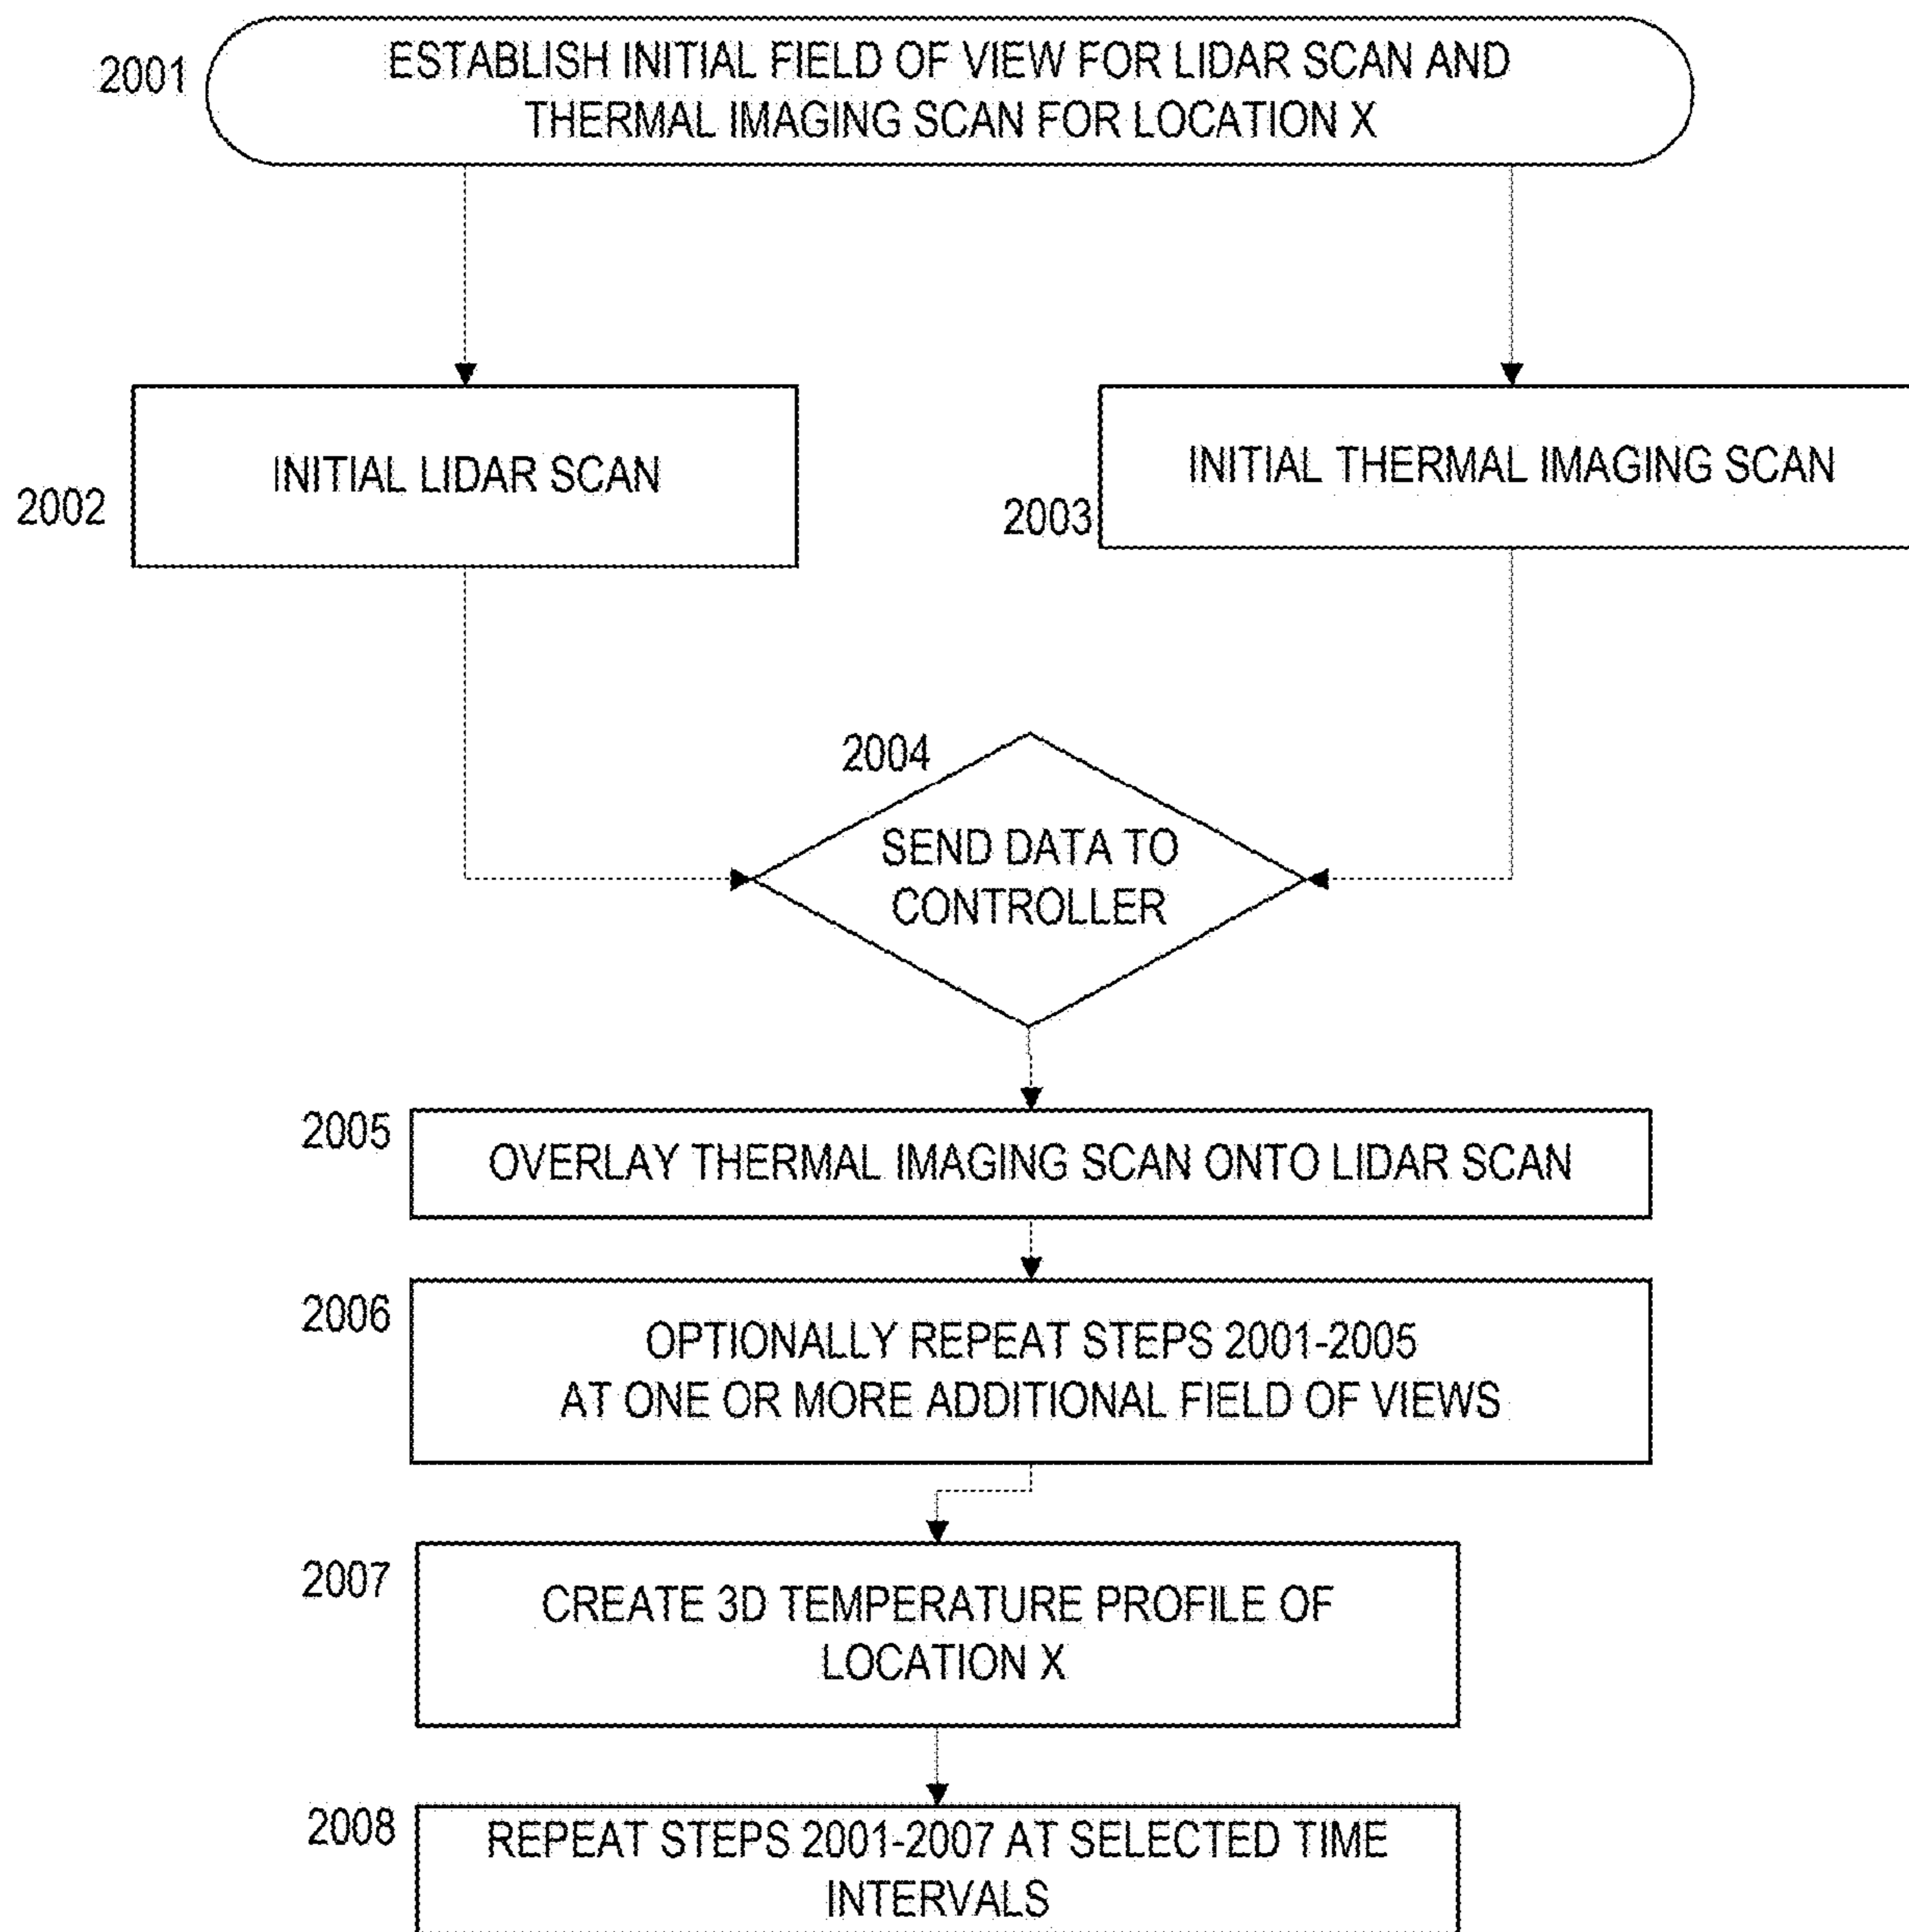 2001
ESTABLISH INITIAL FIELD OF VIEW FOR LIDAR SCAN AND
THERMAL IMAGING SCAN FOR LOCATION X
2002
INITIAL LIDAR SCAN
2003
INITIAL THERMAL IMAGING SCAN
2004
SEND DATA TO
CONTROLLER
2005
OVERLAY THERMAL IMAGING SCAN ONTO LIDAR SCAN
2006
OPTIONALLY REPEAT STEPS 2001-2005
AT ONE OR MORE ADDITIONAL FIELD OF VIEWS
2007
CREATE 3D TEMPERATURE PROFILE OF
LOCATION X
2008
REPEAT STEPS 2001-2007 AT SELECTED TIME
INTERVALS